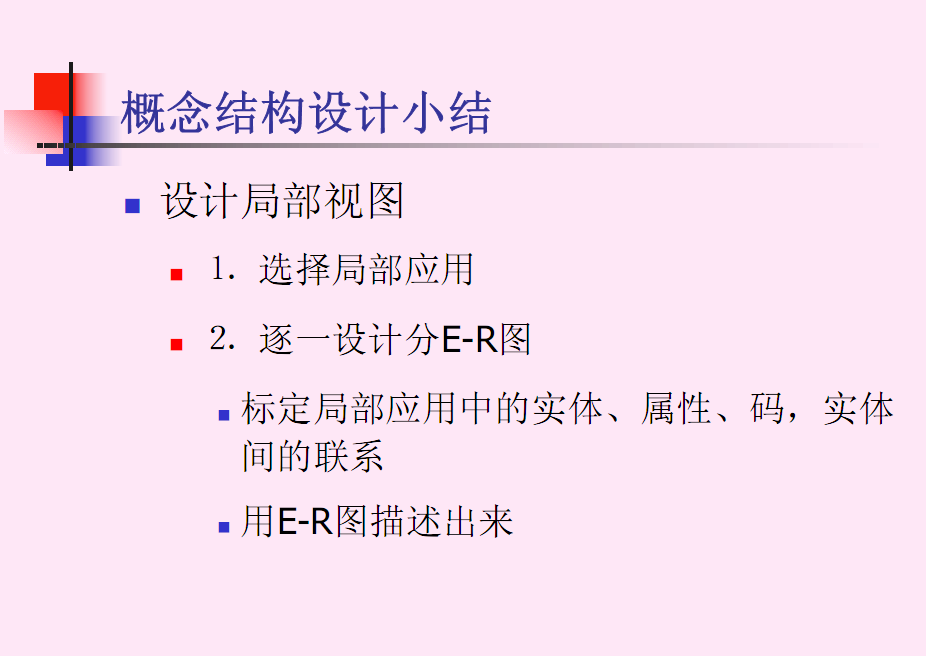 概念结构设计小结
设计局部视图
1. 选择局部应用
2. 逐一设计分E-R图
标定局部应用中的实体、属性、码，实体
间的联系
用E-R图描述出来